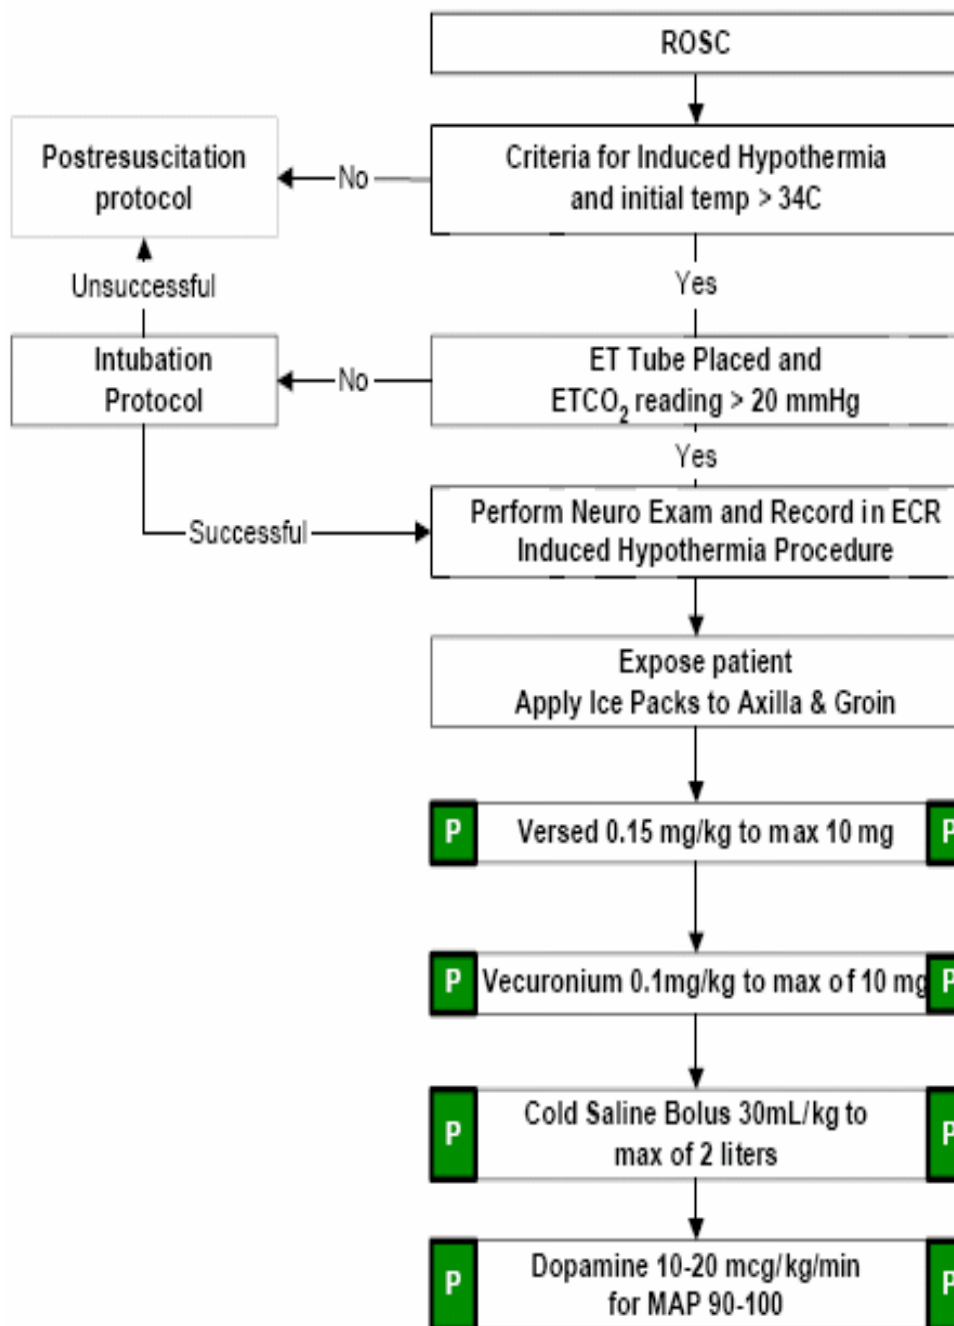 ROSC
Postresuscitation
protocol
No
Criteria for Induced Hypothermia
and initial temp > 34C
Unsuccessful
Yes
Intubation
Protocol
No
ET Tube Placed and
ETCO₂ reading > 20 mmHg
Yes
Successful
Perform Neuro Exam and Record in ECR
Induced Hypothermia Procedure
Expose patient
Apply Ice Packs to Axilla & Groin
P Versed 0.15 mg/kg to max 10 mg P
P Vecuronium 0.1mg/kg to max of 10 mg P
P
Cold Saline Bolus 30mL/kg to
max of 2 liters
P
P
Dopamine 10-20 mcg/kg/min
for MAP 90-100
P